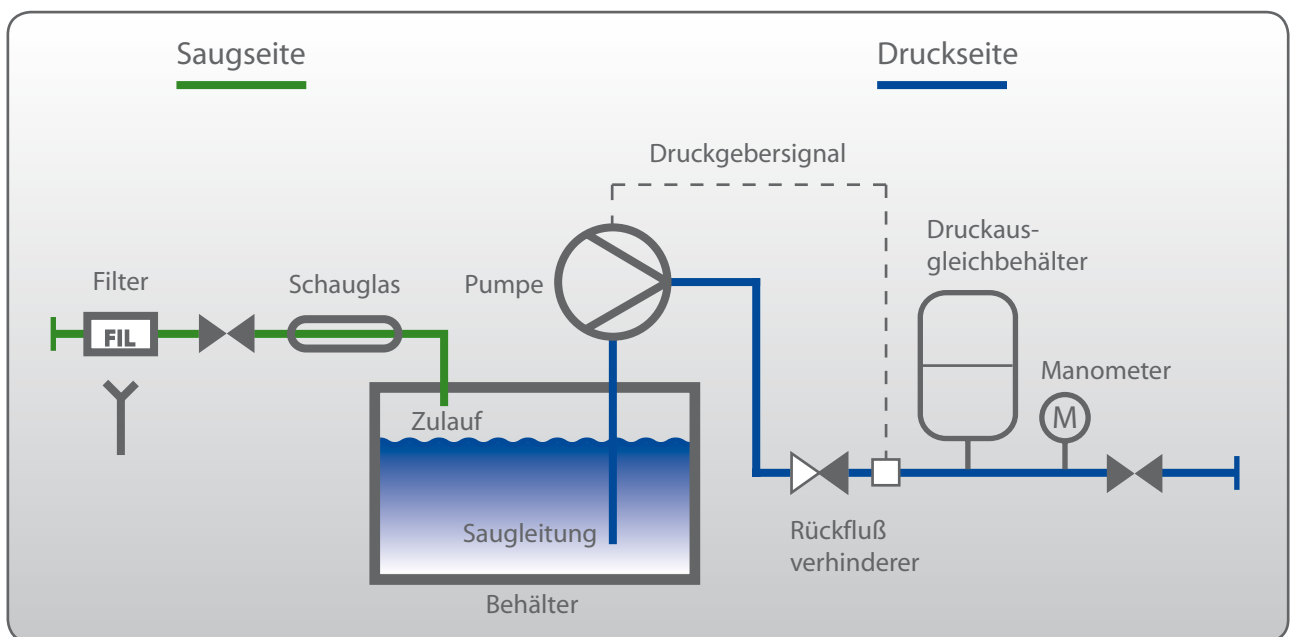 Saugseite
Druckseite
Druckgebersignal
Druckaus-
gleichbehälter
Filter
Schauglas
Pumpe
FIL
Manometer
M
Zulauf
Saugleitung
Rückfluß
verhinderer
Behälter